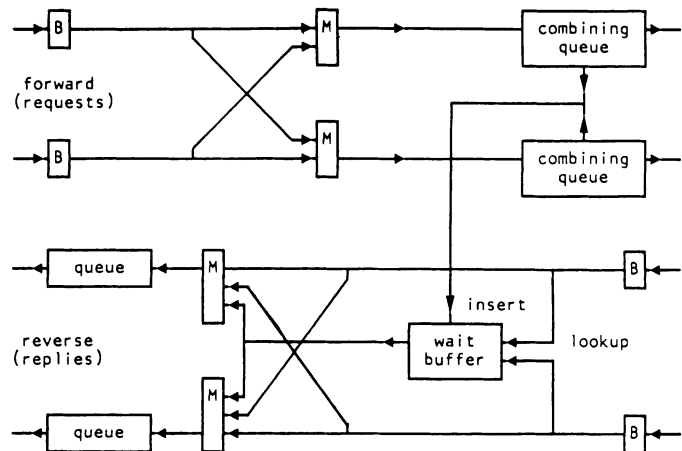 B
M
combining
queue
forward
(requests)
B
M
combining
queue
queue
M
B
insert
reverse
(replies)
wait
buffer
lookup
queue
M
B